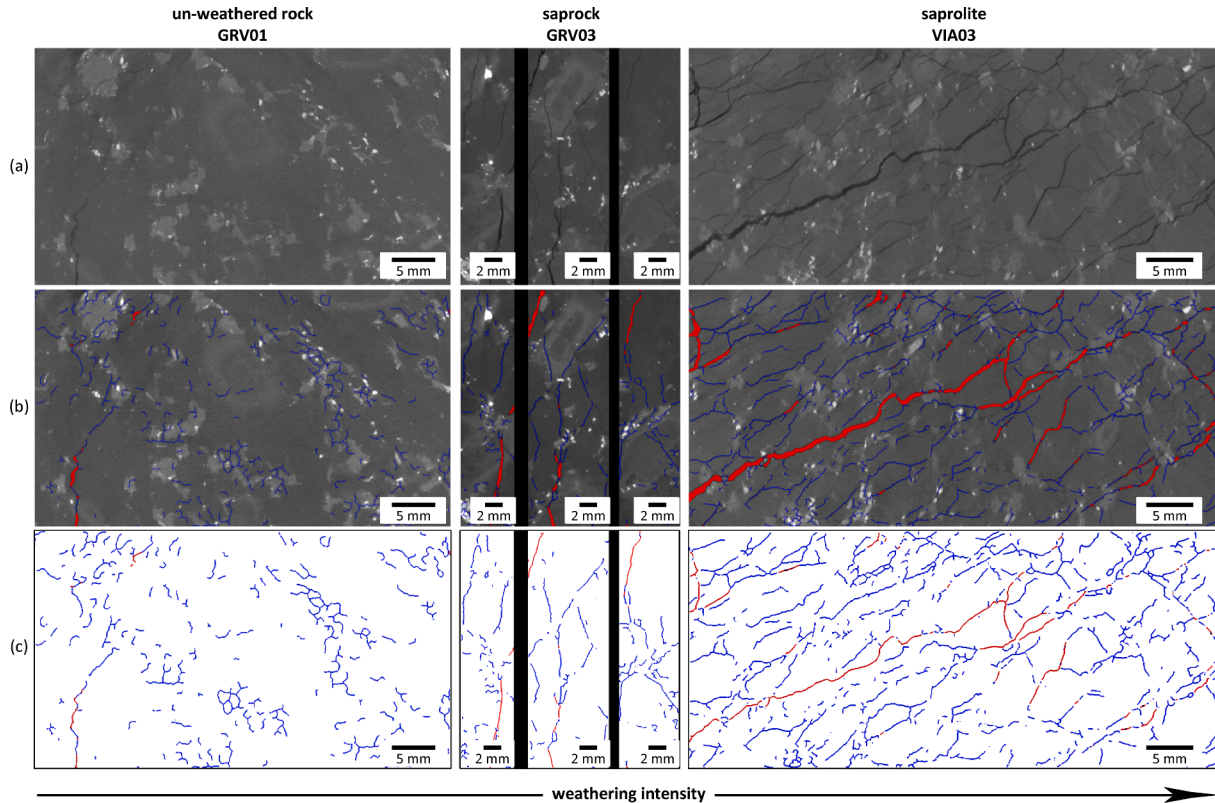 un-weathered rock
GRV01
saprock
GRV03
saprolite
VIA03
(a)
5 mm
2 mm
2 mm
2 mm
5 mm
(b)
5 mm
2 mm
2 mm
2 mm
5 mm
(c)
5 mm
2 mm
2 mm
2 mm
5 mm
weathering intensity